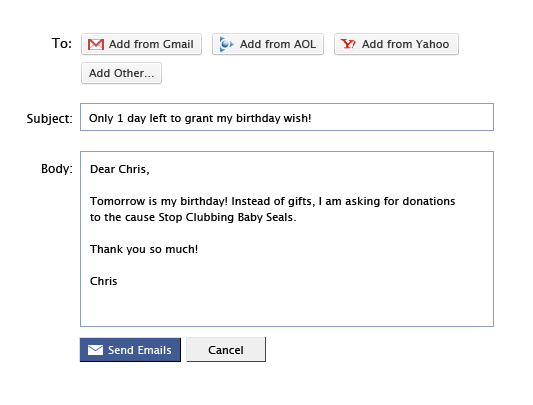 To: Add from Gmail Add from AOL Add from Yahoo
Add Other...
Subject: Only 1 day left to grant my birthday wish!
Body: Dear Chris,
Tomorrow is my birthday! Instead of gifts, I am asking for donations
to the cause Stop Clubbing Baby Seals.
Thank you so much!
Chris
Send Emails Cancel